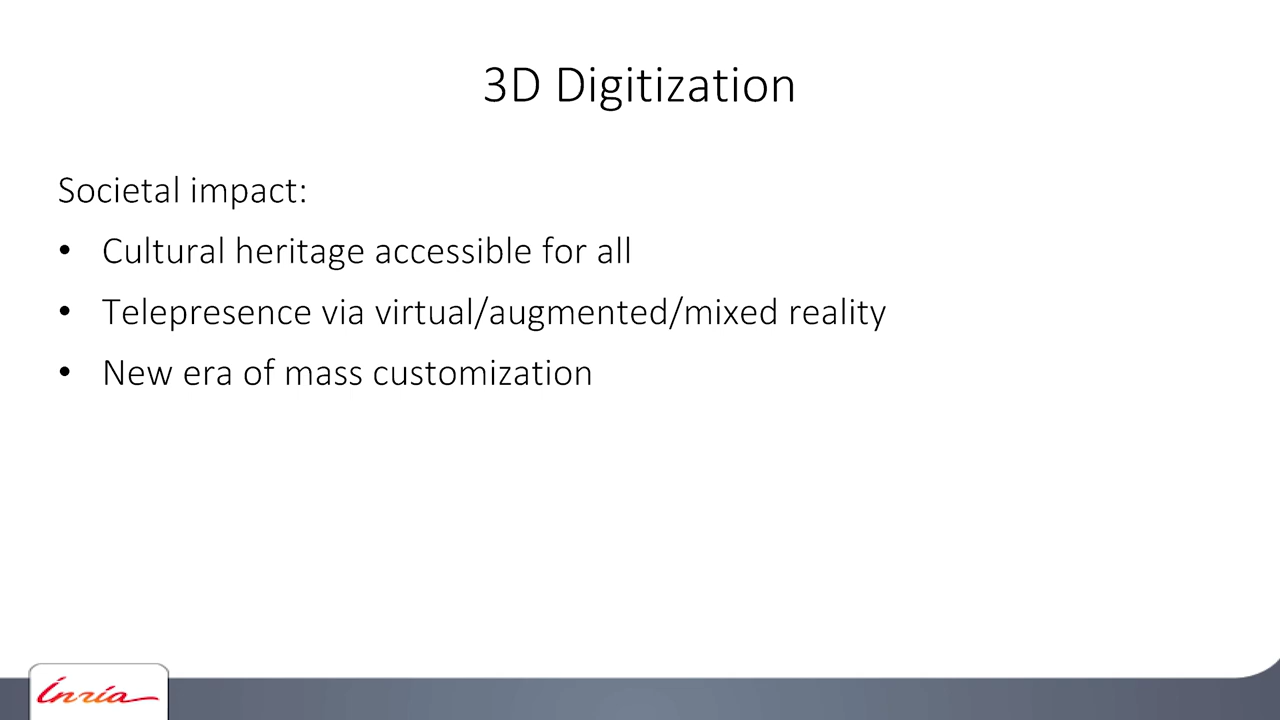 3D Digitization
Societal impact:
• Cultural heritage accessible for all
• Telepresence via virtual/augmented/mixed reality
• New era of mass customization
Inria